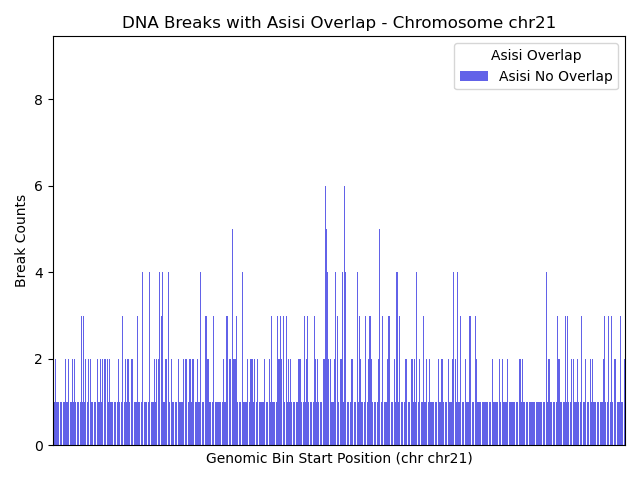 DNA Breaks with Asisi Overlap - Chromosome chr21
Asisi Overlap
Asisi No Overlap
8
6
4
2
0
Break Counts
Genomic Bin Start Position (chr chr21)